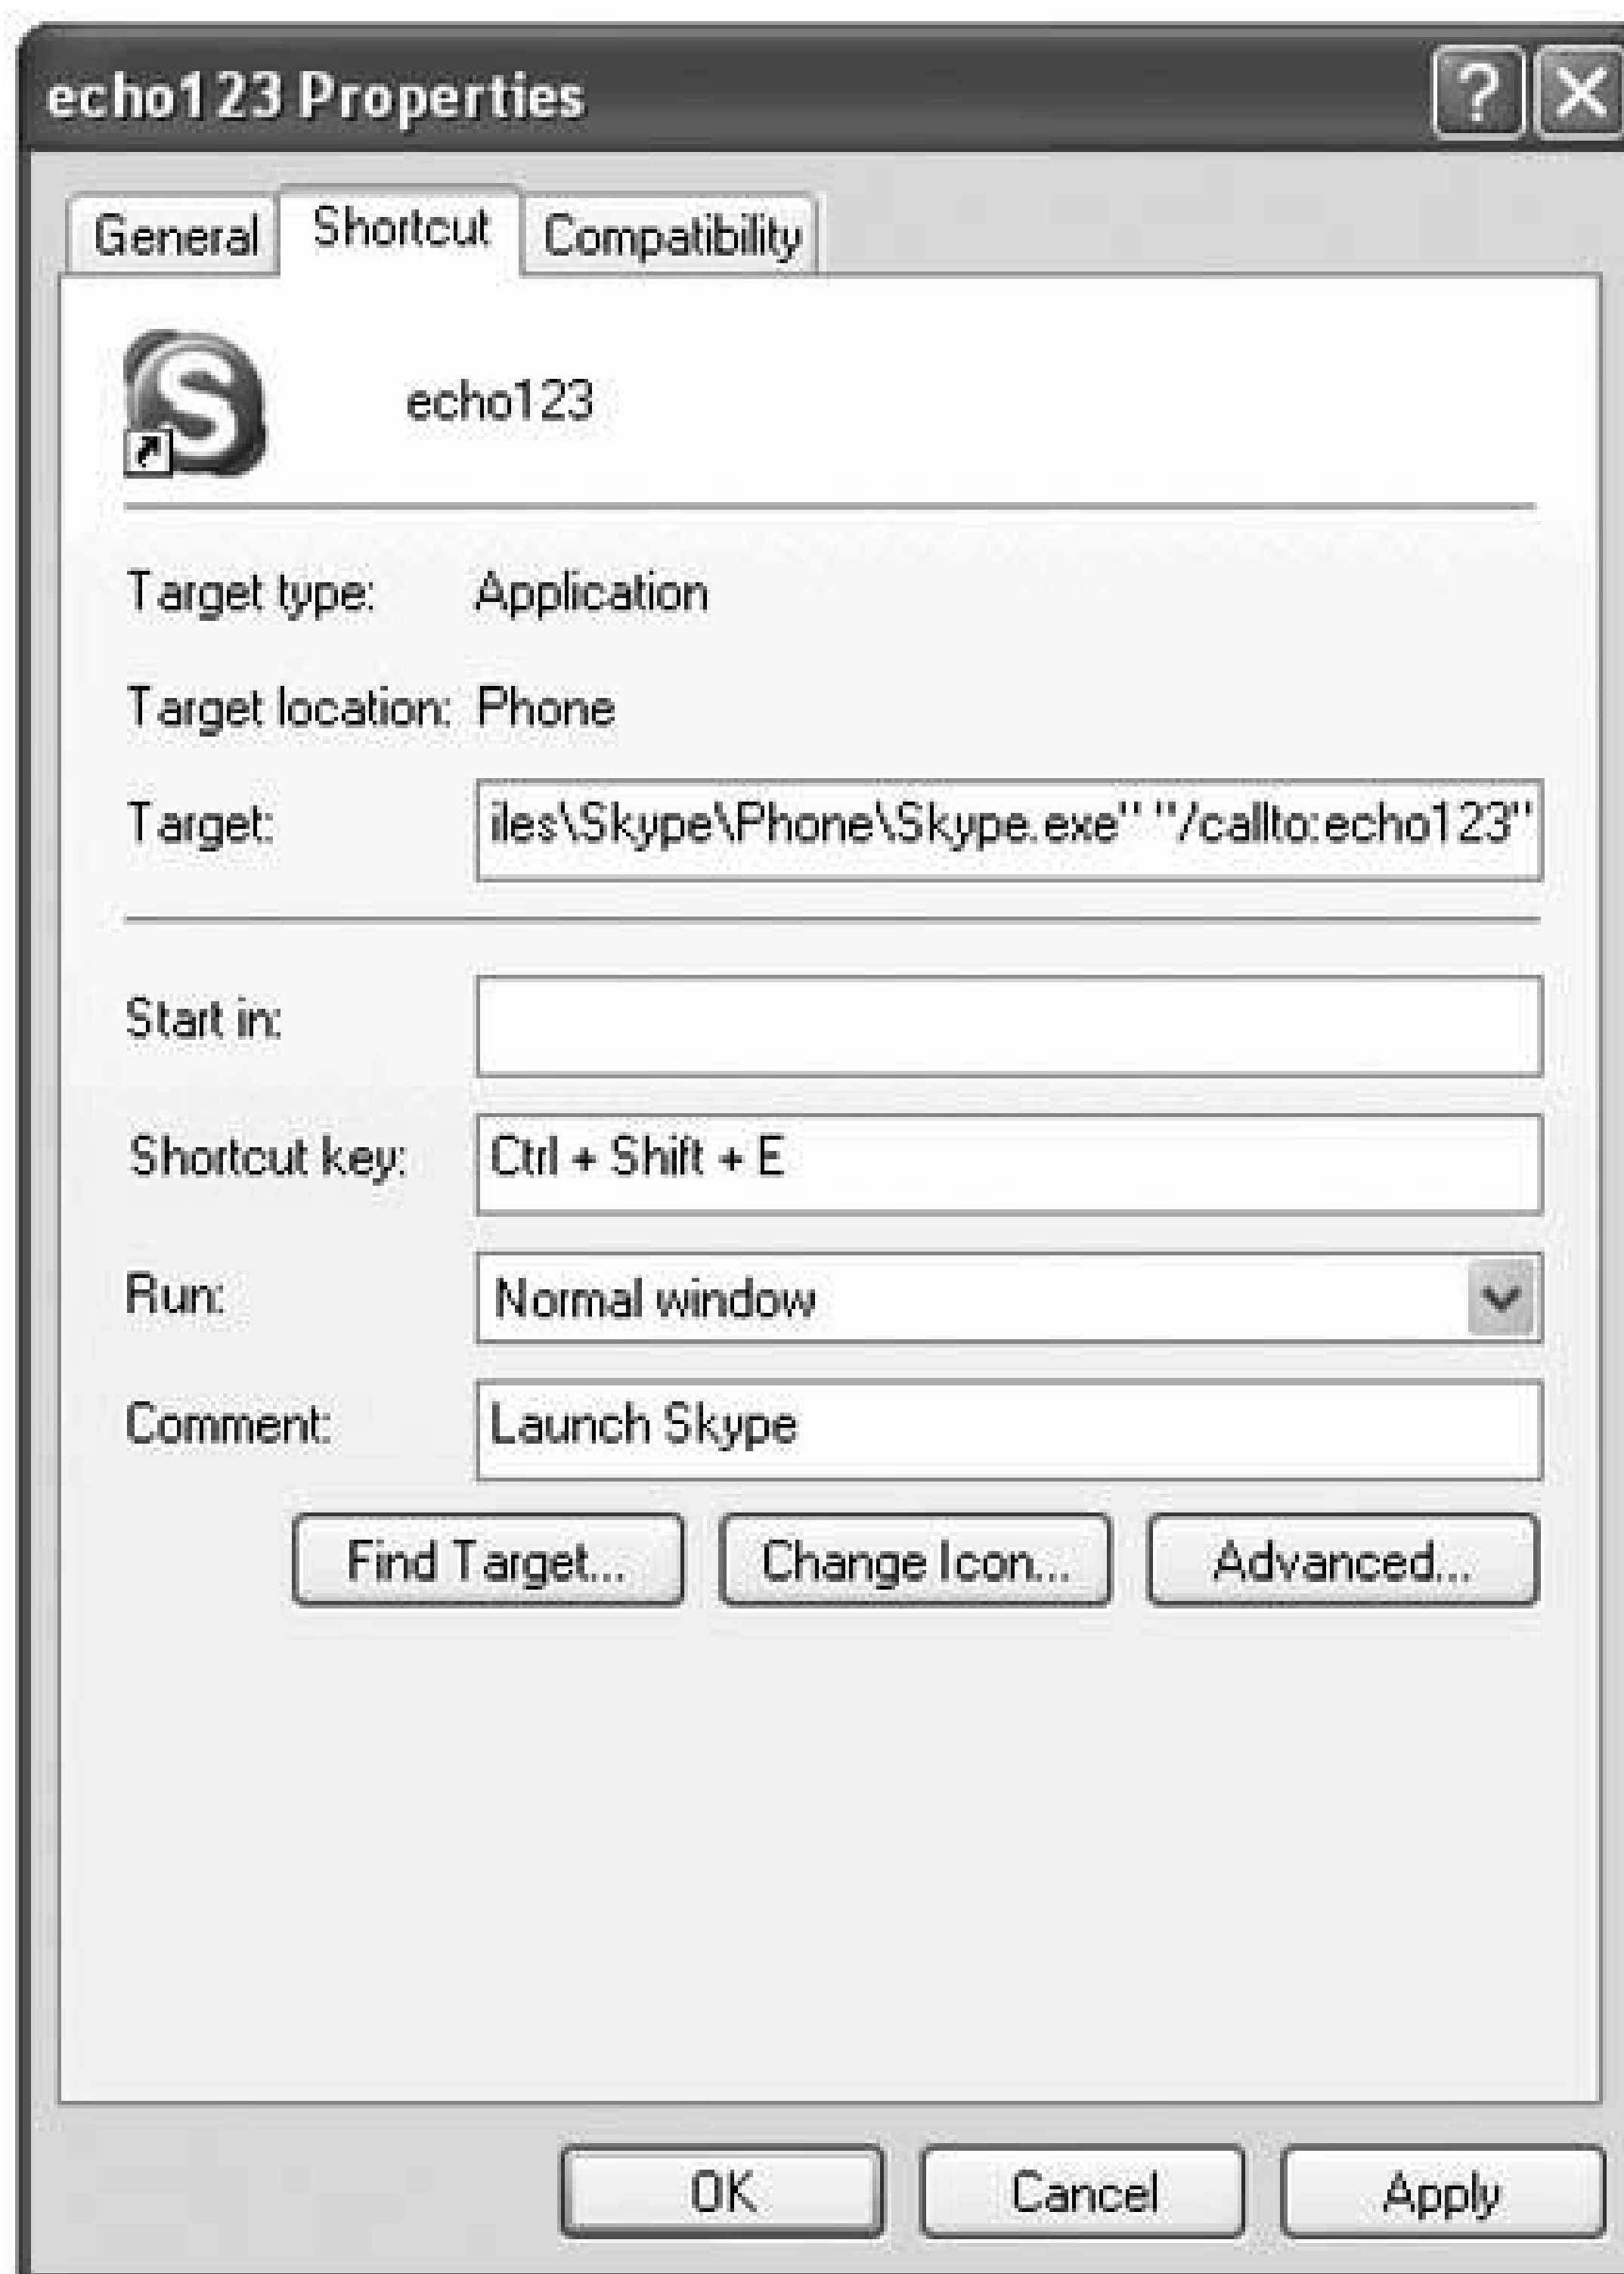 echo123 Properties
General Shortcut Compatibility
echo123
Target type: Application
Target location: Phone
Target: iles\Skype\Phone\Skype.exe" "/callto:echo123"
Start in:
Shortcut key: Ctrl + Shift + E
Run: Normal window
Comment: Launch Skype
Find Target... Change Icon... Advanced...
OK Cancel Apply